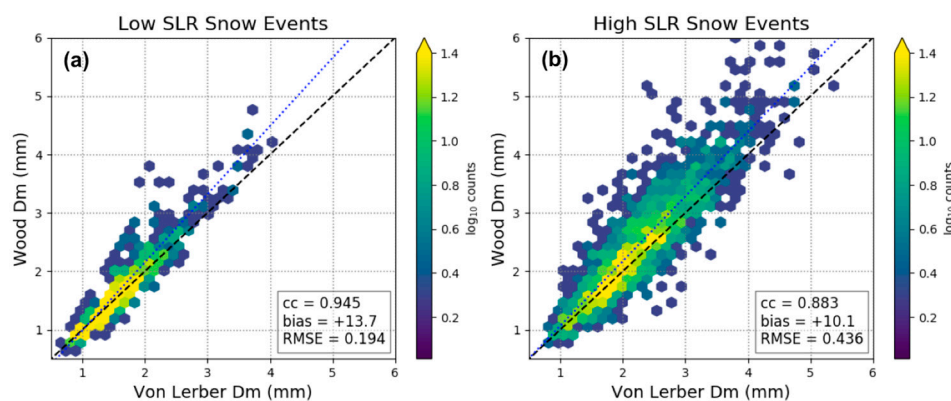 Low SLR Snow Events
(a)
6
5
4
3
2
1
Wood Dm (mm)
cc = 0.945
bias = +13.7
RMSE = 0.194
1 2 3 4 5 6
Von Lerber Dm (mm)
1.4
1.2
1.0
0.8
0.6
0.4
0.2
log10 counts
High SLR Snow Events
(b)
6
5
4
3
2
1
Wood Dm (mm)
cc = 0.883
bias = +10.1
RMSE = 0.436
1 2 3 4 5 6
Von Lerber Dm (mm)
1.4
1.2
1.0
0.8
0.6
0.4
0.2
log10 counts